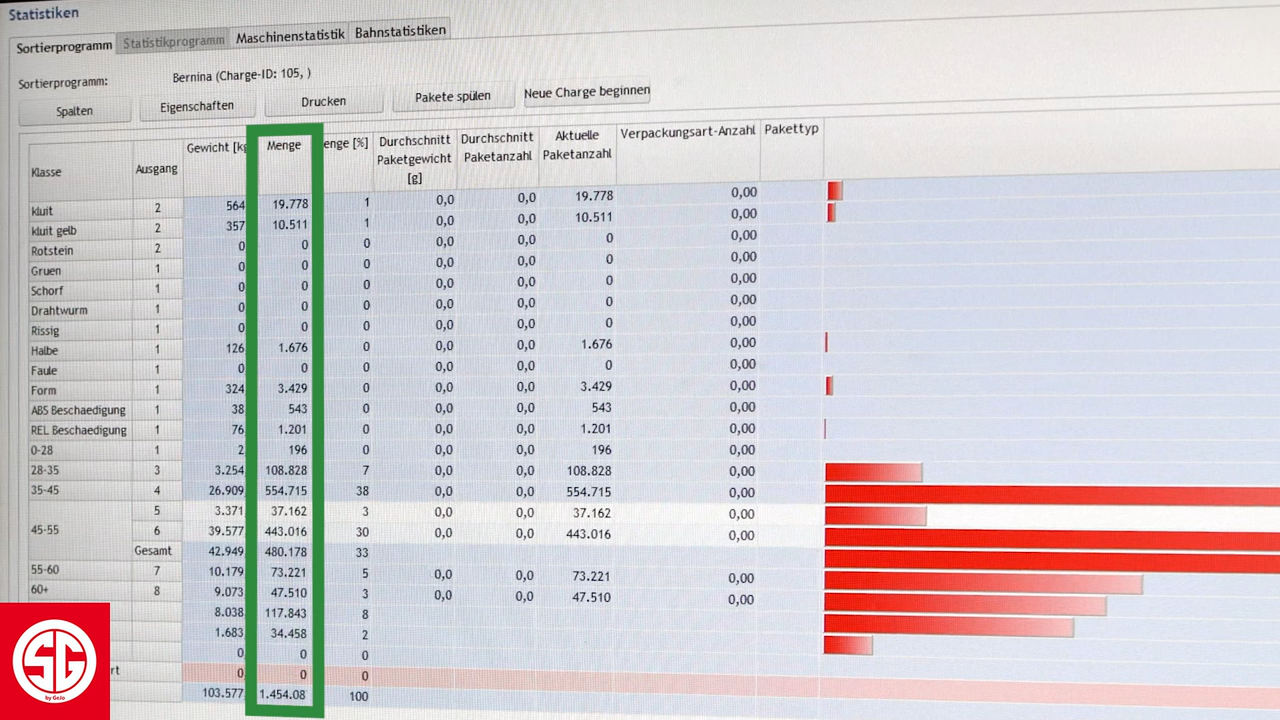 Statistiken
Sortierprogramm Statistikprogramm Maschinenstatistik Bahnstatistiken
Sortierprogramm: Bernina (Charge-ID: 105, )
Spalten Eigenschaften Drucken Pakete spülen Neue Charge beginnen
Klasse Ausgang Gewicht [kg Menge enge [%] Durchschnitt Paketgewicht [g] Durchschnitt Paketanzahl Aktuelle Paketanzahl Verpackungsart-Anzahl Pakettyp
kluit 2 564 19.778 1 0,0 0,0 19.778 0,00
kluit gelb 2 357 10.511 1 0,0 0,0 10.511 0,00
Rotstein 2 0 0 0 0,0 0,0 0 0,00
Gruen 1 0 0 0 0,0 0,0 0 0,00
Schorf 1 0 0 0 0,0 0,0 0 0,00
Drahtwurm 1 0 0 0 0,0 0,0 0 0,00
Rissig 1 0 0 0 0,0 0,0 0 0,00
Halbe 1 126 1.676 0 0,0 0,0 1.676 0,00
Faule 1 0 0 0 0,0 0,0 0 0,00
Form 1 324 3.429 0 0,0 0,0 3.429 0,00
ABS Beschaedigung 1 38 543 0 0,0 0,0 543 0,00
REL Beschaedigung 1 76 1.201 0 0,0 0,0 1.201 0,00
0-28 1 2 196 0 0,0 0,0 196 0,00
28-35 3 3.254 108.828 7 0,0 0,0 108.828 0,00
35-45 4 26.909 554.715 38 0,0 0,0 554.715 0,00
45-55 5 3.371 37.162 3 0,0 0,0 37.162 0,00
6 39.577 443.016 30 0,0 0,0 443.016 0,00
Gesamt 42.949 480.178 33
55-60 7 10.179 73.221 5 0,0 0,0 73.221 0,00
60+ 8 9.073 47.510 3 0,0 0,0 47.510 0,00
8.038 117.843 8
1.683 34.458 2
0 0 0
rt 0 0 0
103.577 1.454.08 100
SG
by GeJo